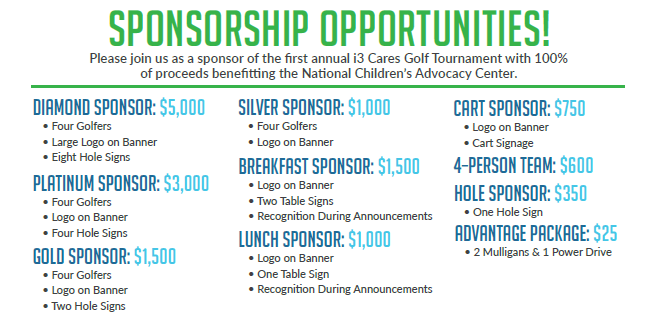 SPONSORSHIP OPPORTUNITIES!
Please join us as a sponsor of the first annual i3 Cares Golf Tournament with 100%
of proceeds benefitting the National Children's Advocacy Center.
DIAMOND SPONSOR: $5,000
• Four Golfers
• Large Logo on Banner
• Eight Hole Signs
PLATINUM SPONSOR: $3,000
• Four Golfers
• Logo on Banner
• Four Hole Signs
GOLD SPONSOR: $1,500
• Four Golfers
• Logo on Banner
• Two Hole Signs
SILVER SPONSOR: $1,000
• Four Golfers
• Logo on Banner
BREAKFAST SPONSOR: $1,500
• Logo on Banner
• Two Table Signs
• Recognition During Announcements
LUNCH SPONSOR: $1,000
• Logo on Banner
• One Table Sign
• Recognition During Announcements
CART SPONSOR: $750
• Logo on Banner
• Cart Signage
4-PERSON TEAM: $600
HOLE SPONSOR: $350
• One Hole Sign
ADVANTAGE PACKAGE: $25
• 2 Mulligans & 1 Power Drive